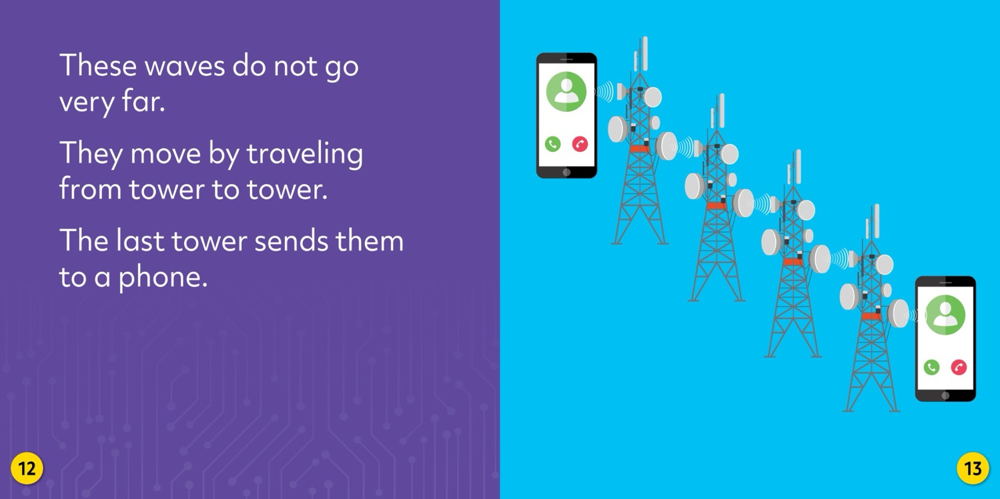 These waves do not go
very far.
They move by traveling
from tower to tower.
The last tower sends them
to a phone.
12
13